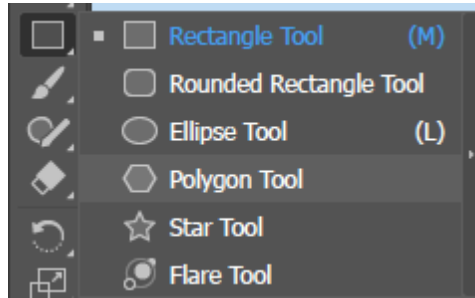 Rectangle Tool (M)
Rounded Rectangle Tool
Ellipse Tool (L)
Polygon Tool
Star Tool
Flare Tool